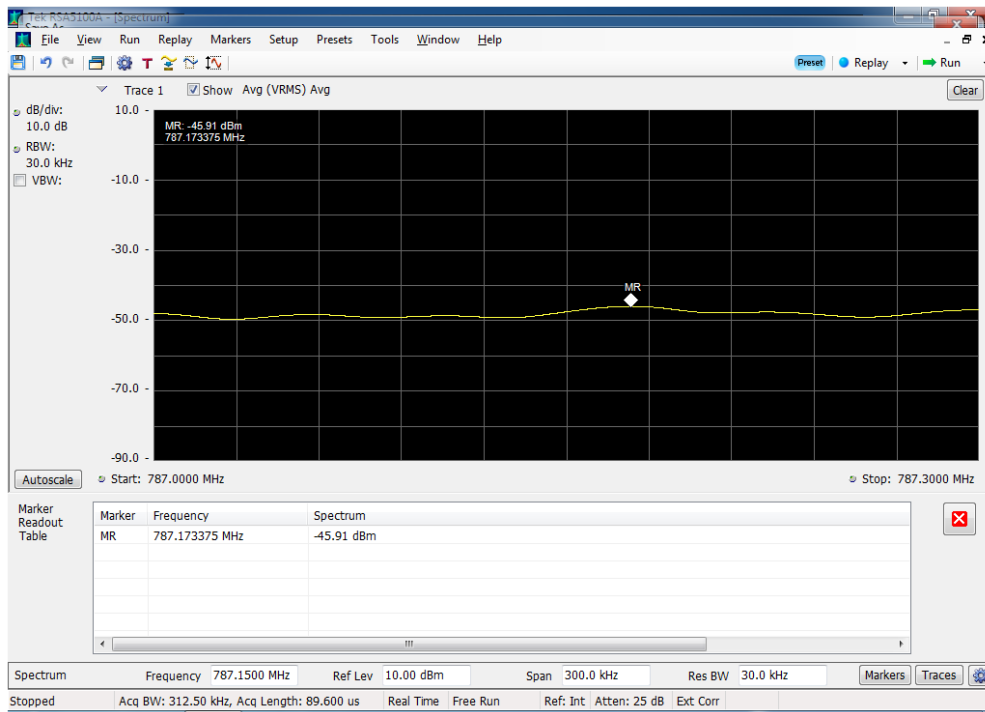 Tek RSA5100A - [Spectrum]
Save As
File View Run Replay Markers Setup Presets Tools Window Help
T Preset Replay Run
Trace 1 Show Avg (VRMS) Avg Clear
dB/div:
10.0 dB
RBW:
30.0 kHz
VBW:
10.0 -
MR: -45.91 dBm
787.173375 MHz
-10.0 -
-30.0 -
MR
-50.0 -
-70.0 -
-90.0 -
Autoscale Start: 787.0000 MHz Stop: 787.3000 MHz
Marker
Readout
Table
Marker Frequency Spectrum
MR 787.173375 MHz -45.91 dBm
Spectrum Frequency 787.1500 MHz Ref Lev 10.00 dBm Span 300.0 kHz Res BW 30.0 kHz Markers Traces
Stopped Acq BW: 312.50 kHz, Acq Length: 89.600 us Real Time Free Run Ref: Int Atten: 25 dB Ext Corr